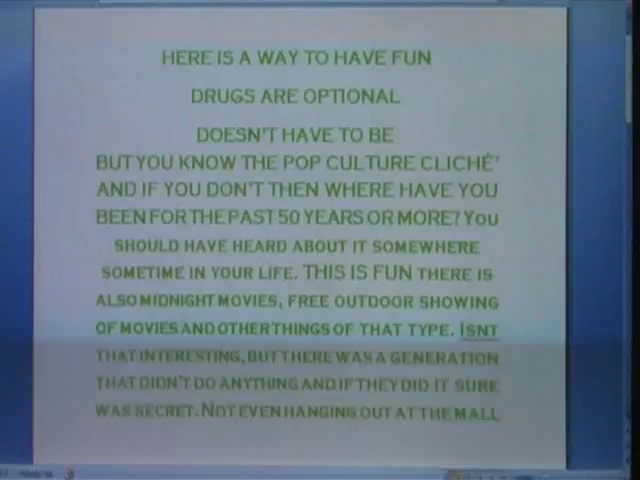 HERE IS A WAY TO HAVE FUN
DRUGS ARE OPTIONAL
DOESN'T HAVE TO BE
BUT YOU KNOW THE POP CULTURE CLICHÉ'
AND IF YOU DON'T THEN WHERE HAVE YOU
BEEN FOR THE PAST 50 YEARS OR MORE? YOU
SHOULD HAVE HEARD ABOUT IT SOMEWHERE
SOMETIME IN YOUR LIFE. THIS IS FUN THERE IS
ALSO MIDNIGHT MOVIES, FREE OUTDOOR SHOWING
OF MOVIES AND OTHER THINGS OF THAT TYPE. ISNT
THAT INTERESTING, BUT THERE WAS A GENERATION
THAT DIDN'T DO ANYTHING AND IF THEY DID IT SURE
WAS SECRET. NOT EVEN HANGING OUT AT THE MALL